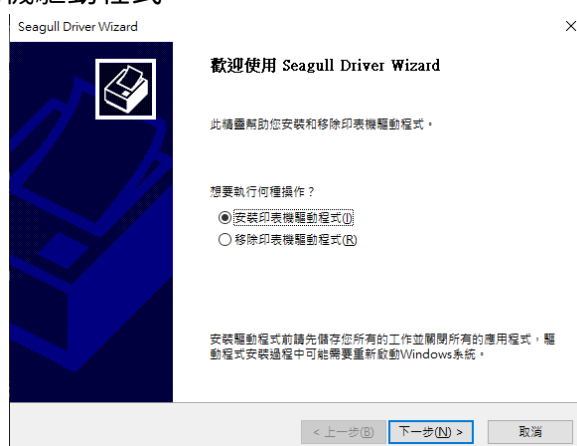 機驅動程式
Seagull Driver Wizard
歡迎使用 Seagull Driver Wizard
此精靈幫助您安裝和移除印表機驅動程式。
想要執行何種操作？
安裝印表機驅動程式(I)
移除印表機驅動程式(R)
安裝驅動程式前請先儲存您所有的工作並關閉所有的應用程式，驅
動程式安裝過程中可能需要重新啟動Windows系統。
< 上一步(B) 下一步(N) > 取消